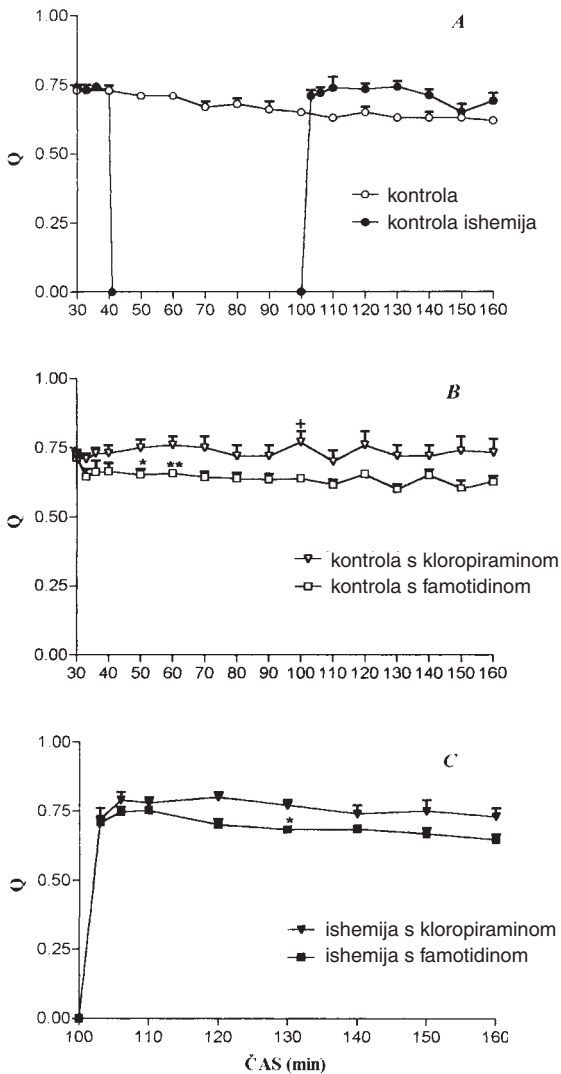 A
1.00
0.75
0.50
0.25
0.00
Q
kontrola
kontrola ishemija
30 40 50 60 70 80 90 100 110 120 130 140 150 160
B
1.00
0.75
0.50
0.25
0.00
Q
+
* **
kontrola s kloropiraminom
kontrola s famotidinom
30 40 50 60 70 80 90 100 110 120 130 140 150 160
C
1.00
0.75
0.50
0.25
0.00
Q
*
ishemija s kloropiraminom
ishemija s famotidinom
100 110 120 130 140 150 160
ČAS (min)